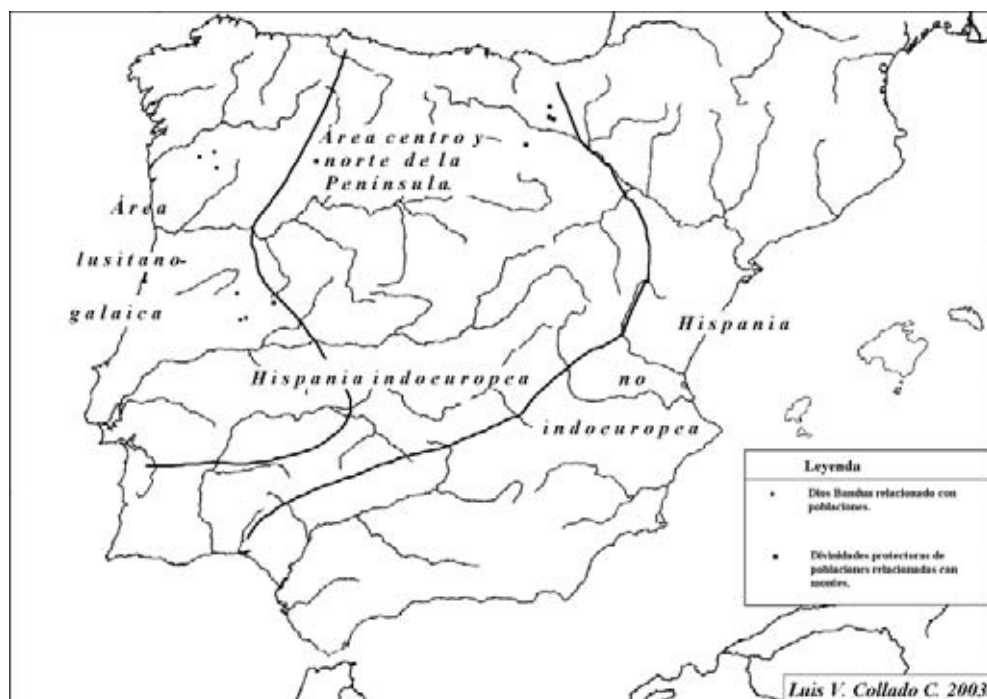 Área centro y
norte de la
Península.
Área
lusitano-
galaica
Hispania
Hispania indoeuropea
no
indoeuropea
Leyenda
Dios Bandua relacionado con
poblaciones.
Divinidades protectoras de
poblaciones relacionadas con
montes.
Luis V. Collado C. 2003